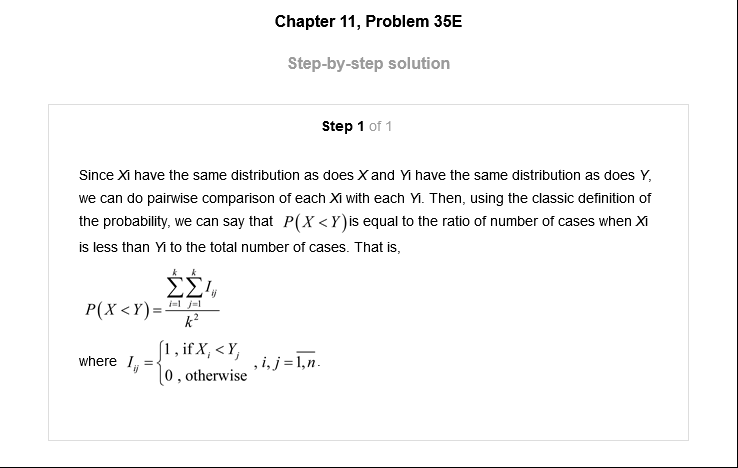 Chapter 11, Problem 35E
Step-by-step solution
Step 1 of 1
Since Xi have the same distribution as does X and Yi have the same distribution as does Y,
we can do pairwise comparison of each Xi with each Yi. Then, using the classic definition of
the probability, we can say that P(X < Y) is equal to the ratio of number of cases when Xi
is less than Yi to the total number of cases. That is,
P(X < Y) = \frac{\sum_{i=1}^{k} \sum_{j=1}^{k} I_{ij}}{k^2}
where I_{ij} = \begin{cases} 1, \text{if } X_i < Y_j \\ 0, \text{otherwise} \end{cases}, i, j = \overline{1,n}.